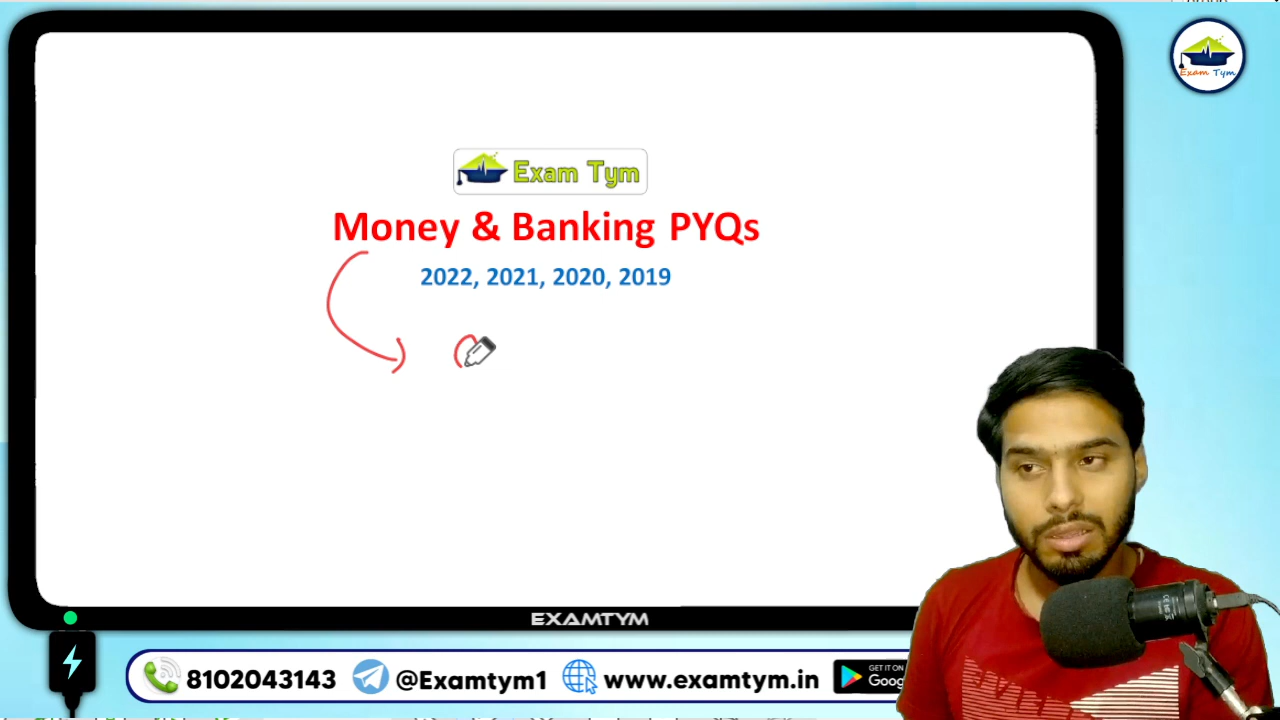 Exam Tym
Exam Tym
Money & Banking PYQs
2022, 2021, 2020, 2019
EXAMTYM
8102043143
@Examtym1
www.examtym.in
GET IT ON
Goog